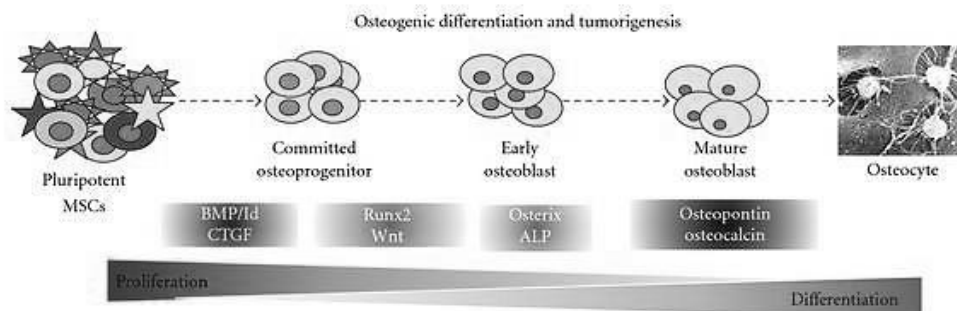 Osteogenic differentiation and tumorigenesis
Pluripotent
MSCs
Committed
osteoprogenitor
Early
osteoblast
Mature
osteoblast
Osteocyte
BMP/Id
CTGF
Runx2
Wnt
Osterix
ALP
Osteopontin
osteocalcin
Proliferation
Differentiation